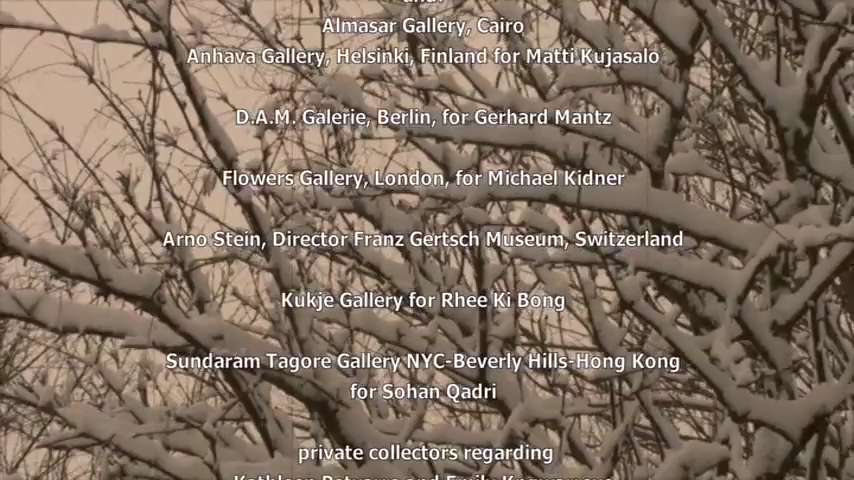 Almasar Gallery, Cairo
Anhava Gallery, Helsinki, Finland for Matti Kujasalo
D.A.M. Galerie, Berlin, for Gerhard Mantz
Flowers Gallery, London, for Michael Kidner
Arno Stein, Director Franz Gertsch Museum, Switzerland
Kukje Gallery for Rhee Ki Bong
Sundaram Tagore Gallery NYC-Beverly Hills-Hong Kong
for Sohan Qadri
private collectors regarding